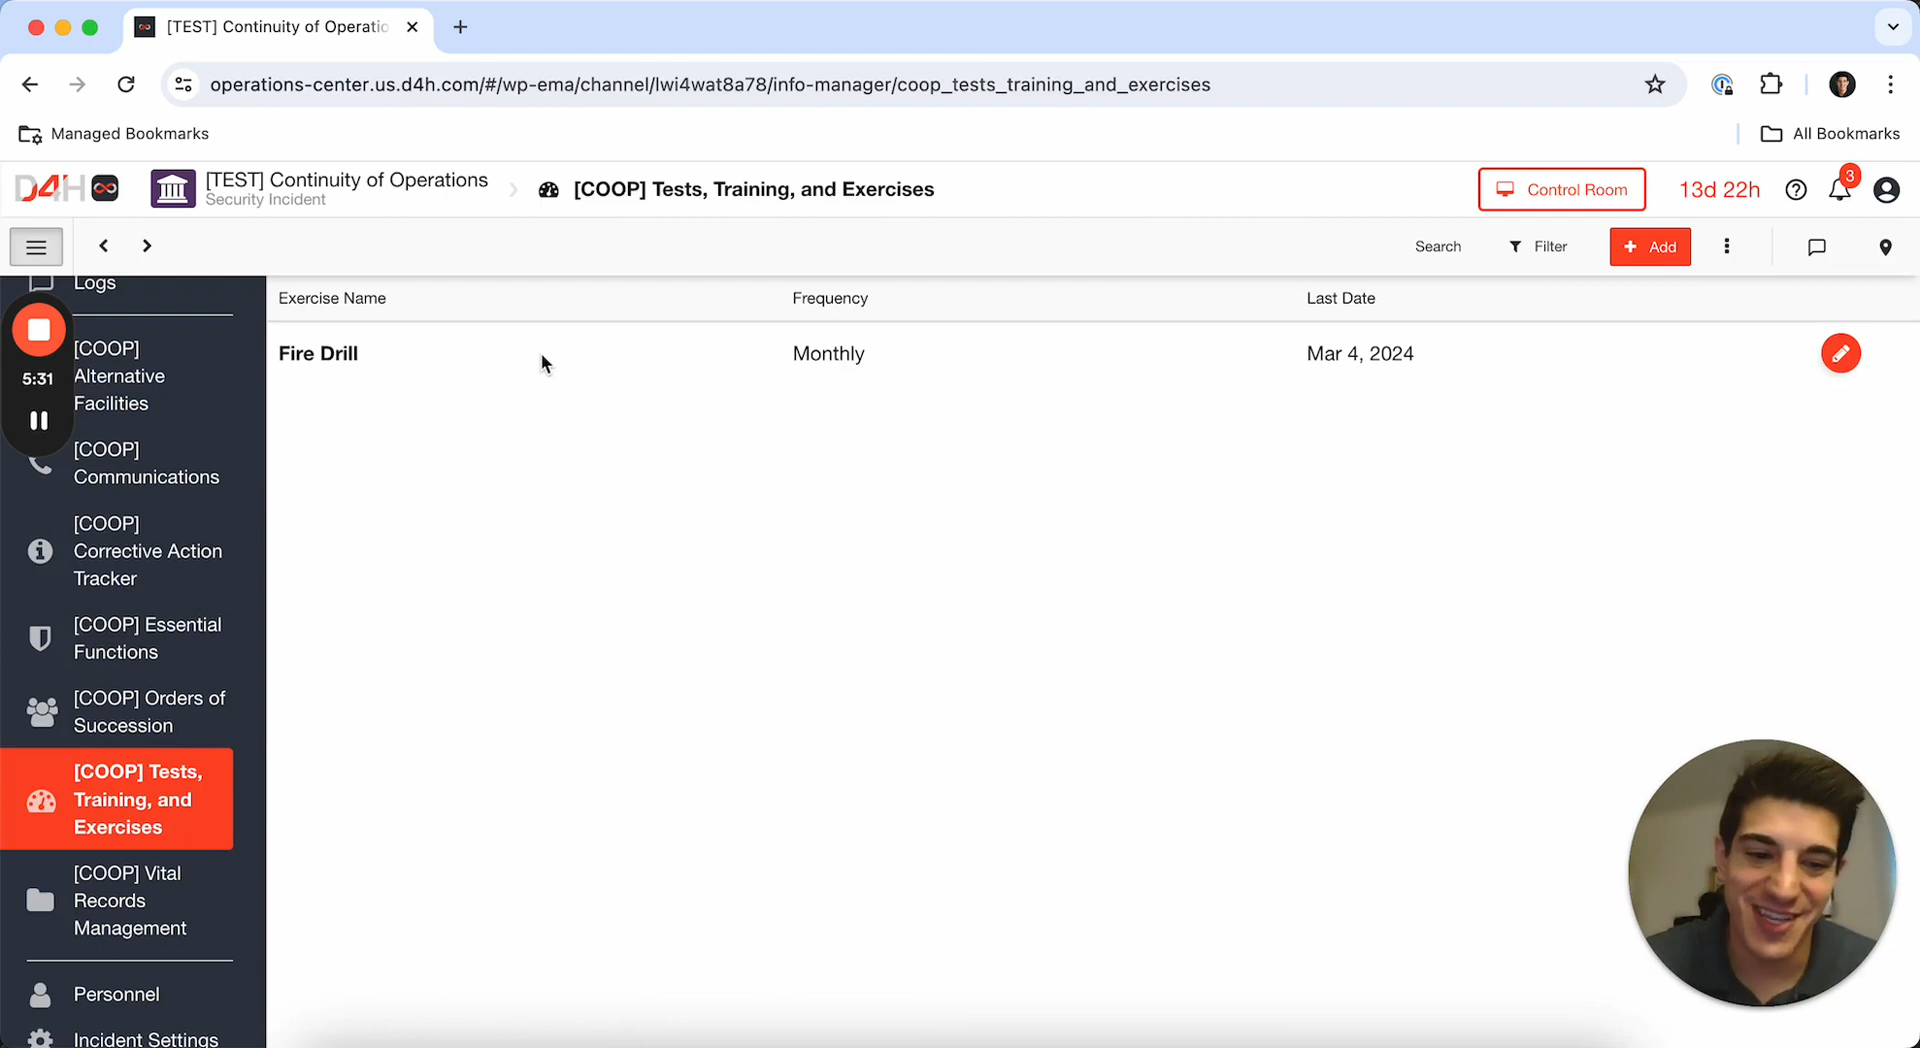 [TEST] Continuity of Operatio
operations-center.us.d4h.com/#/wp-ema/channel/lwi4wat8a78/info-manager/coop_tests_training_and_exercises
Managed Bookmarks
All Bookmarks
D4H
[TEST] Continuity of Operations
Security Incident
[COOP] Tests, Training, and Exercises
Control Room
13d 22h
3
Search
Filter
Add
Logs
5:31
[COOP]
Alternative
Facilities
[COOP]
Communications
[COOP]
Corrective Action
Tracker
[COOP] Essential
Functions
[COOP] Orders of
Succession
[COOP] Tests,
Training, and
Exercises
[COOP] Vital
Records
Management
Personnel
Incident Settings
Exercise Name Frequency Last Date
Fire Drill Monthly Mar 4, 2024